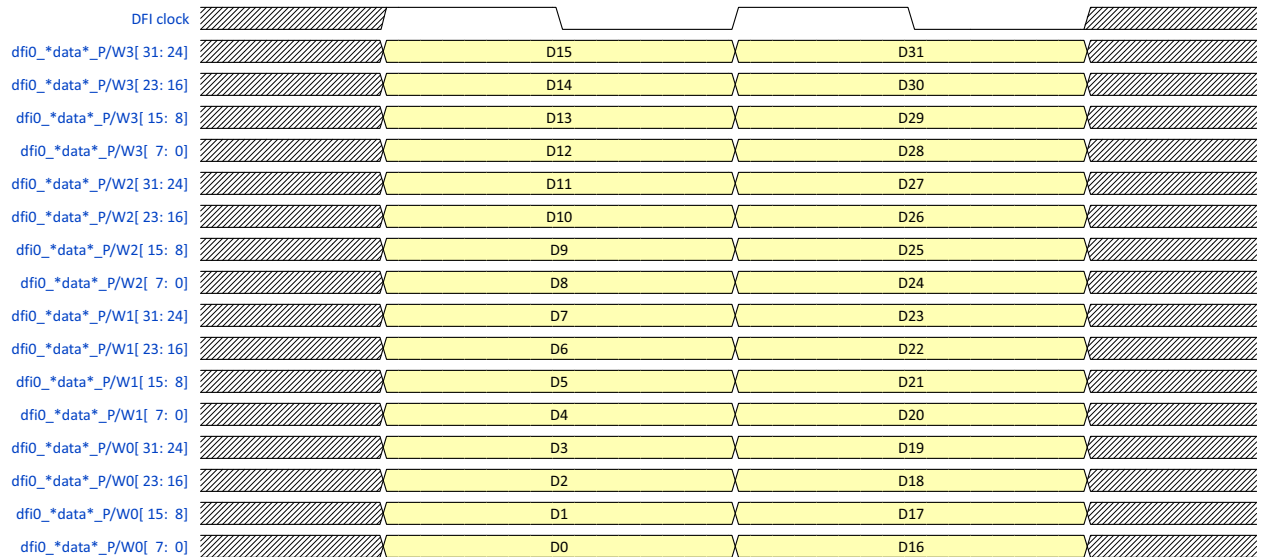 DFI clock
dfi0_*data*_P/W3[ 31: 24] D15 D31
dfi0_*data*_P/W3[ 23: 16] D14 D30
dfi0_*data*_P/W3[ 15:  8] D13 D29
dfi0_*data*_P/W3[  7:  0] D12 D28
dfi0_*data*_P/W2[ 31: 24] D11 D27
dfi0_*data*_P/W2[ 23: 16] D10 D26
dfi0_*data*_P/W2[ 15:  8] D9 D25
dfi0_*data*_P/W2[  7:  0] D8 D24
dfi0_*data*_P/W1[ 31: 24] D7 D23
dfi0_*data*_P/W1[ 23: 16] D6 D22
dfi0_*data*_P/W1[ 15:  8] D5 D21
dfi0_*data*_P/W1[  7:  0] D4 D20
dfi0_*data*_P/W0[ 31: 24] D3 D19
dfi0_*data*_P/W0[ 23: 16] D2 D18
dfi0_*data*_P/W0[ 15:  8] D1 D17
dfi0_*data*_P/W0[  7:  0] D0 D16